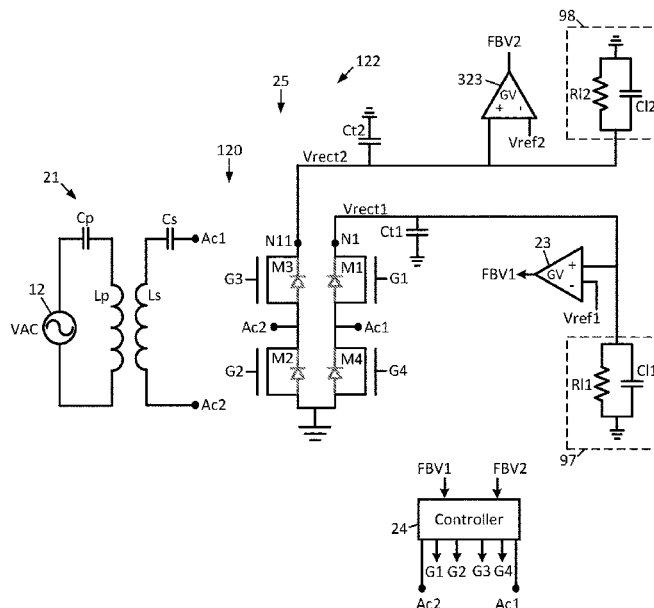 98
FBV2
122
323
GV
+ -
Rl2
Cl2
25
Ct2
Vref2
Vrect2
120
21
Vrect1
Cp
Cs
Ac1
N11
N1
Ct1
23
M3
M1
G3
G1
FBV1
+
GV
-
12
Lp
Ls
Ac2
Ac1
Vref1
VAC
M2
M4
G2
G4
Rl1
Cl1
Ac2
97
FBV1
FBV2
24
Controller
G1
G2
G3
G4
Ac2
Ac1